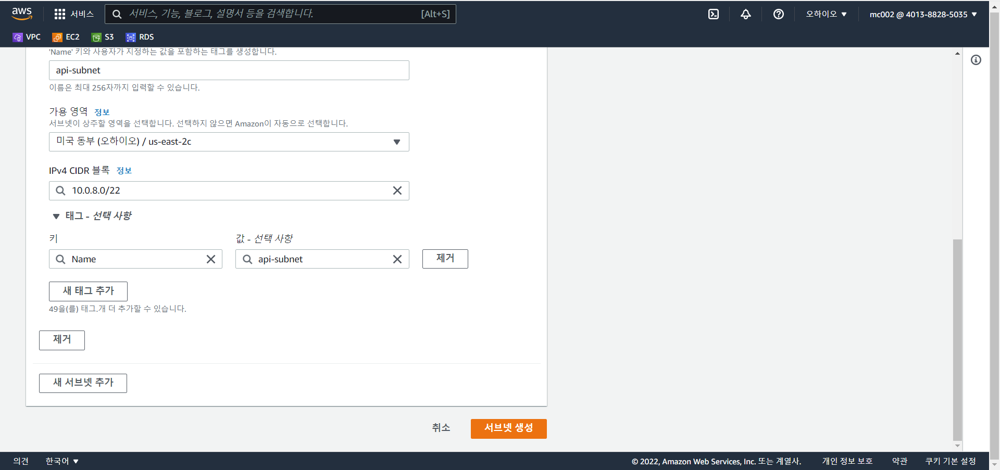 aws
서비스
서비스, 기능, 블로그, 설명서 등을 검색합니다.
[Alt+S]
오하이오 ▼
mc002 @ 4013-8828-5035 ▼
VPC
EC2
S3
RDS
'Name' 키와 사용자가 지정하는 값을 포함하는 태그를 생성합니다.
api-subnet
이름은 최대 256자까지 입력할 수 있습니다.
가용 영역 정보
서브넷이 상주할 영역을 선택합니다. 선택하지 않으면 Amazon이 자동으로 선택합니다.
미국 동부 (오하이오) / us-east-2c
IPv4 CIDR 블록 정보
10.0.8.0/22
▼ 태그 - 선택 사항
키
값 - 선택 사항
Name
api-subnet
제거
새 태그 추가
49을(를) 태그.개 더 추가할 수 있습니다.
제거
새 서브넷 추가
취소
서브넷 생성
의견
한국어 ▼
© 2022, Amazon Web Services, Inc. 또는 계열사.
개인 정보 보호
약관
쿠키 기본 설정